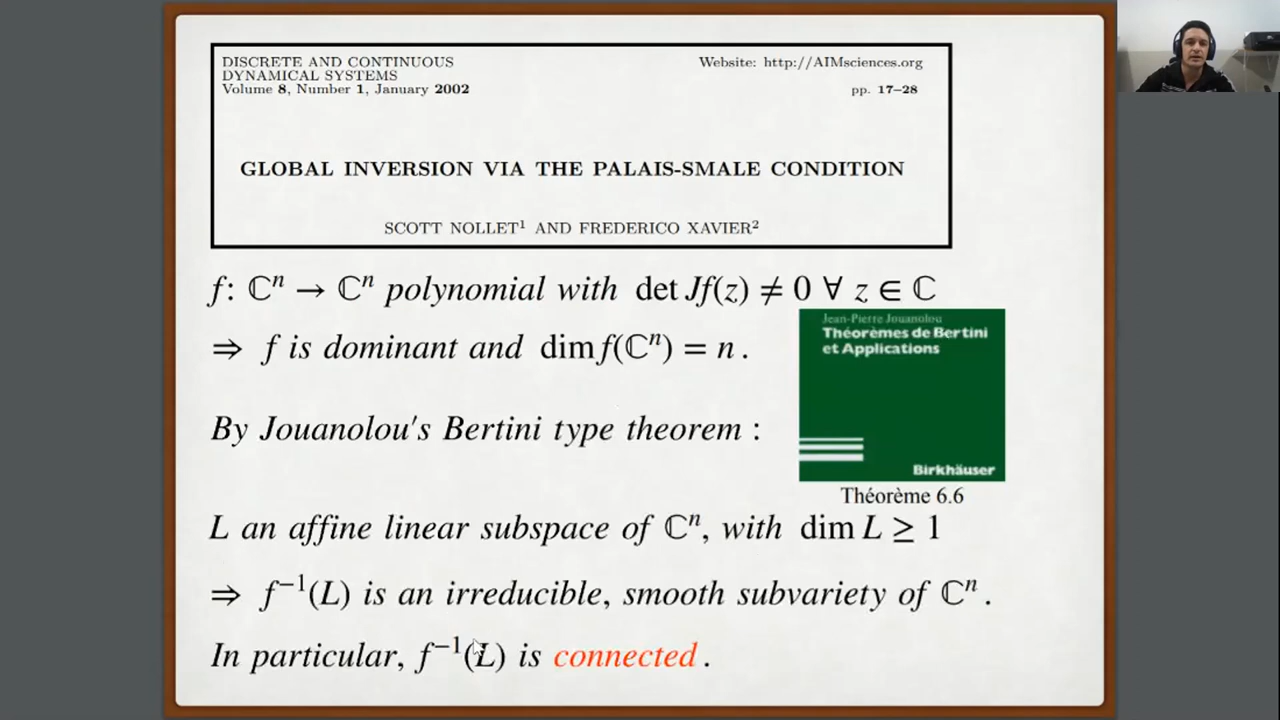 DISCRETE AND CONTINUOUS
DYNAMICAL SYSTEMS
Volume 8, Number 1, January 2002
Website: http://AIMsciences.org
pp. 17–28
GLOBAL INVERSION VIA THE PALAIS-SMALE CONDITION
SCOTT NOLLET¹ AND FREDERICO XAVIER²
f: ℂⁿ → ℂⁿ polynomial with det Jf(z) ≠ 0 ∀ z ∈ ℂ
⇒ f is dominant and dim f(ℂⁿ) = n.
Jean-Pierre Jouanolou
Théorèmes de Bertini
et Applications
By Jouanolou's Bertini type theorem :
Birkhäuser
Théorème 6.6
L an affine linear subspace of ℂⁿ, with dim L ≥ 1
⇒ f⁻¹(L) is an irreducible, smooth subvariety of ℂⁿ.
In particular, f⁻¹(L) is connected.